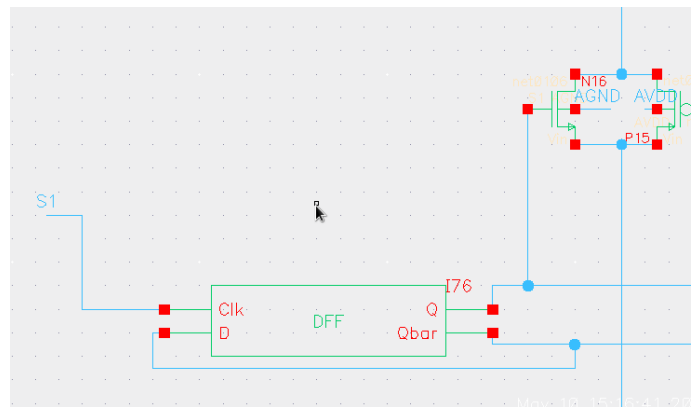 N16
AGND AVDD
P15
S1
I76
Clk Q
DFF
D Qbar